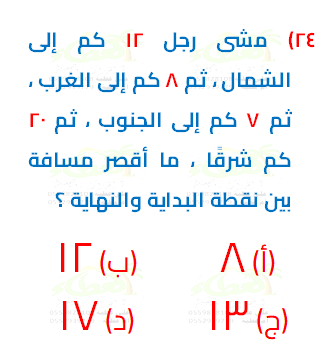 ٢٤) مشى رجل ١٢ كم إلى
الشمال ، ثم ٨ كم إلى الغرب ،
ثم ٧ كم إلى الجنوب ، ثم ٢٠
كم شرقًا ، ما أقصر مسافة
بين نقطة البداية والنهاية ؟
(أ) ٨ (ب) ١٢
(ج) ١٣ (د) ١٧